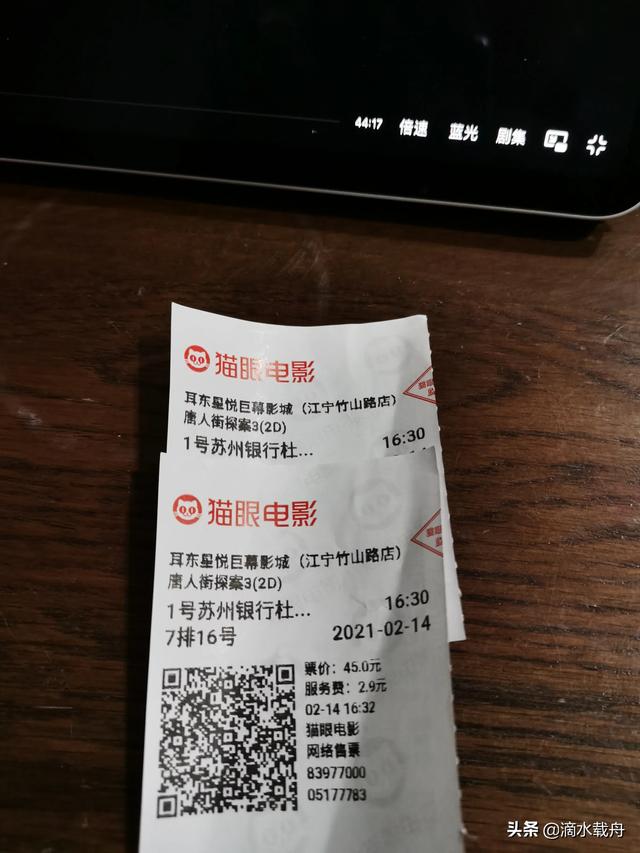 44:17 倍速 蓝光 剧集
猫眼电影
耳东星悦巨幕影城（江宁竹山路店）
唐人街探案3(2D)
1号苏州银行杜... 16:30
猫眼电影
耳东星悦巨幕影城（江宁竹山路店）
唐人街探案3(2D)
1号苏州银行杜... 16:30
7排16号 2021-02-14
票价：45.0元
服务费：2.9元
02-14 16:32
猫眼电影
网络售票
83977000
05177783
头条 @滴水载舟